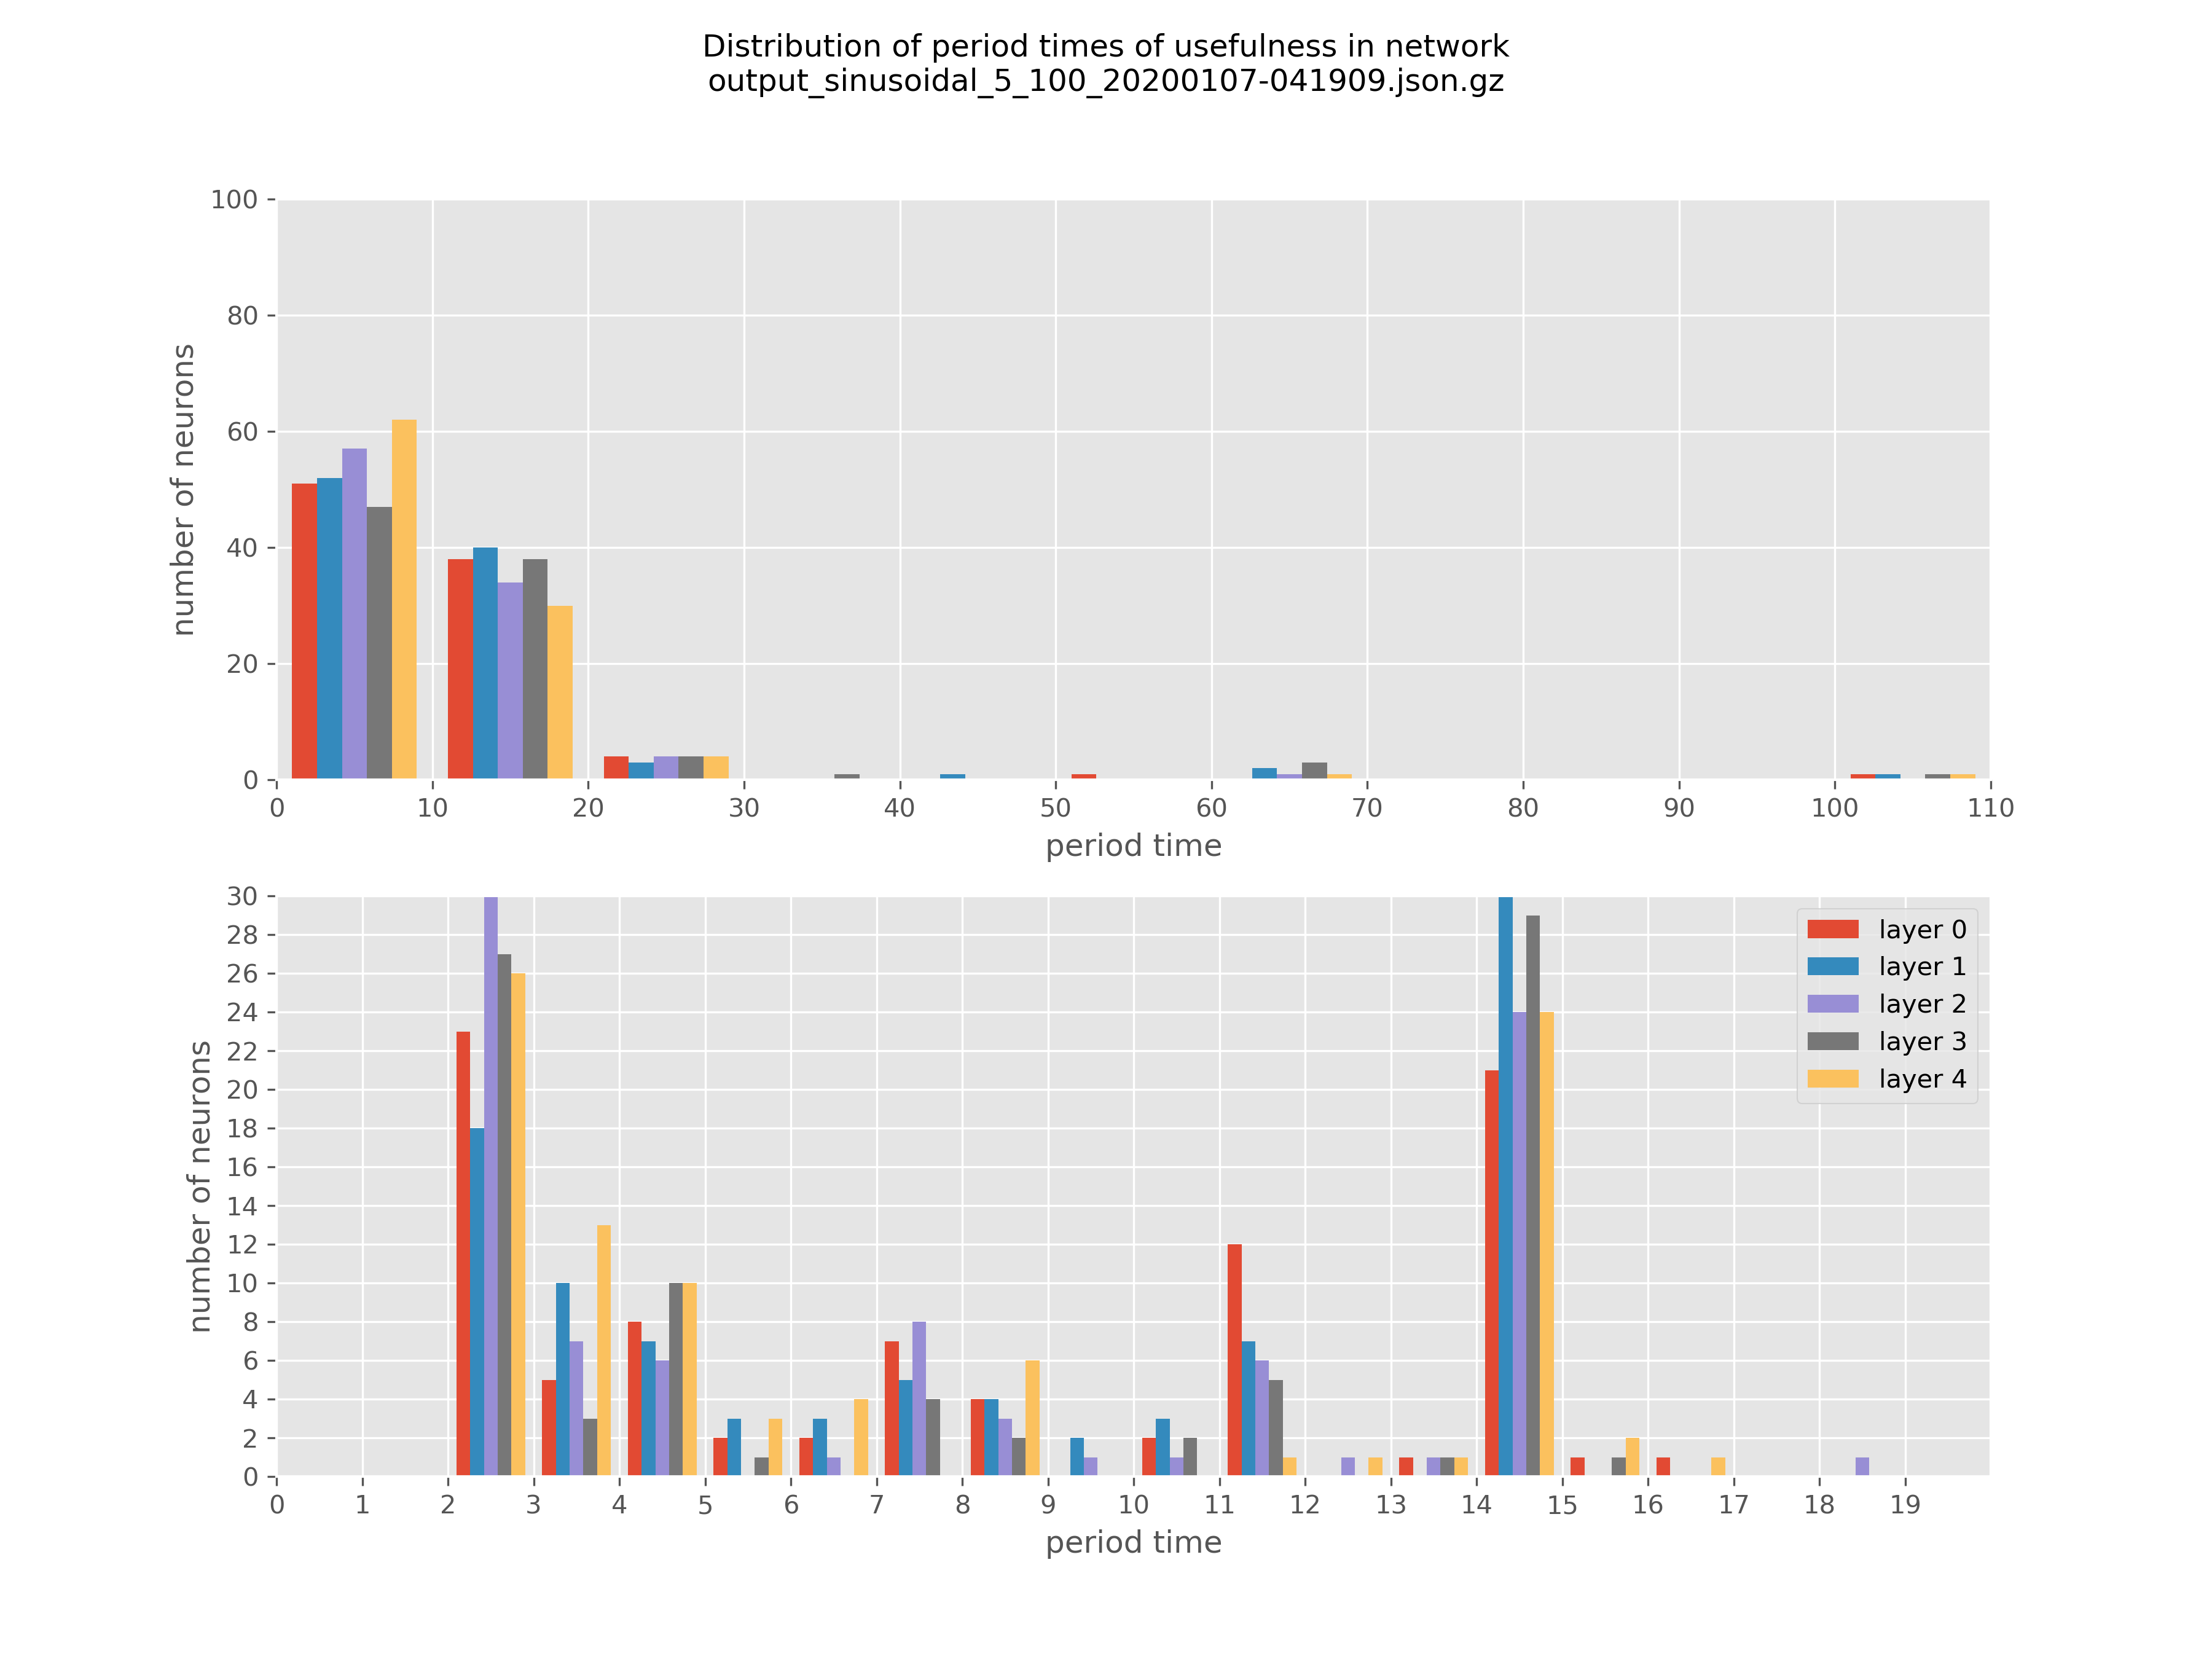 Distribution of period times of usefulness in network
output_sinusoidal_5_100_20200107-041909.json.gz
100
80
60
40
20
0
number of neurons
0 10 20 30 40 50 60 70 80 90 100 110
period time
30
28
26
24
22
20
18
16
14
12
10
8
6
4
2
0
number of neurons
layer 0
layer 1
layer 2
layer 3
layer 4
0 1 2 3 4 5 6 7 8 9 10 11 12 13 14 15 16 17 18 19
period time